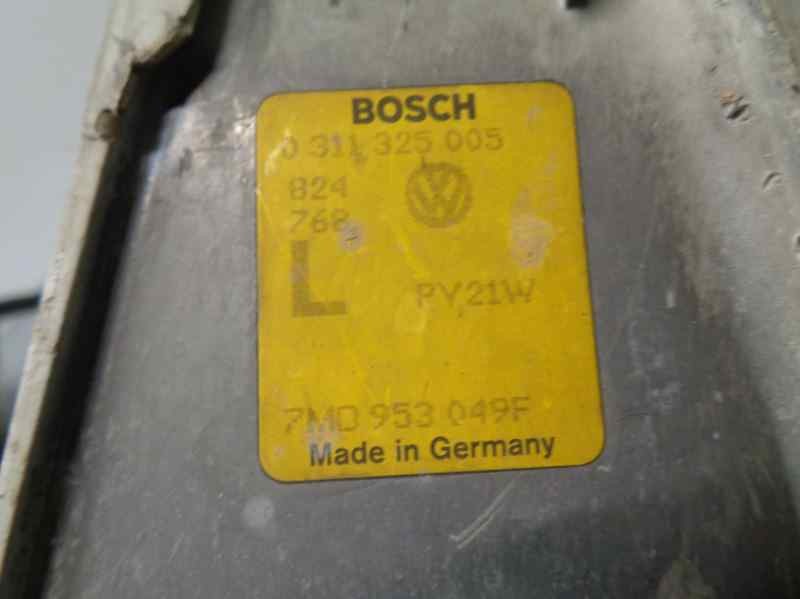 BOSCH
0 311 325 005
824
768
L
PY21W
7M0 953 049F
Made in Germany